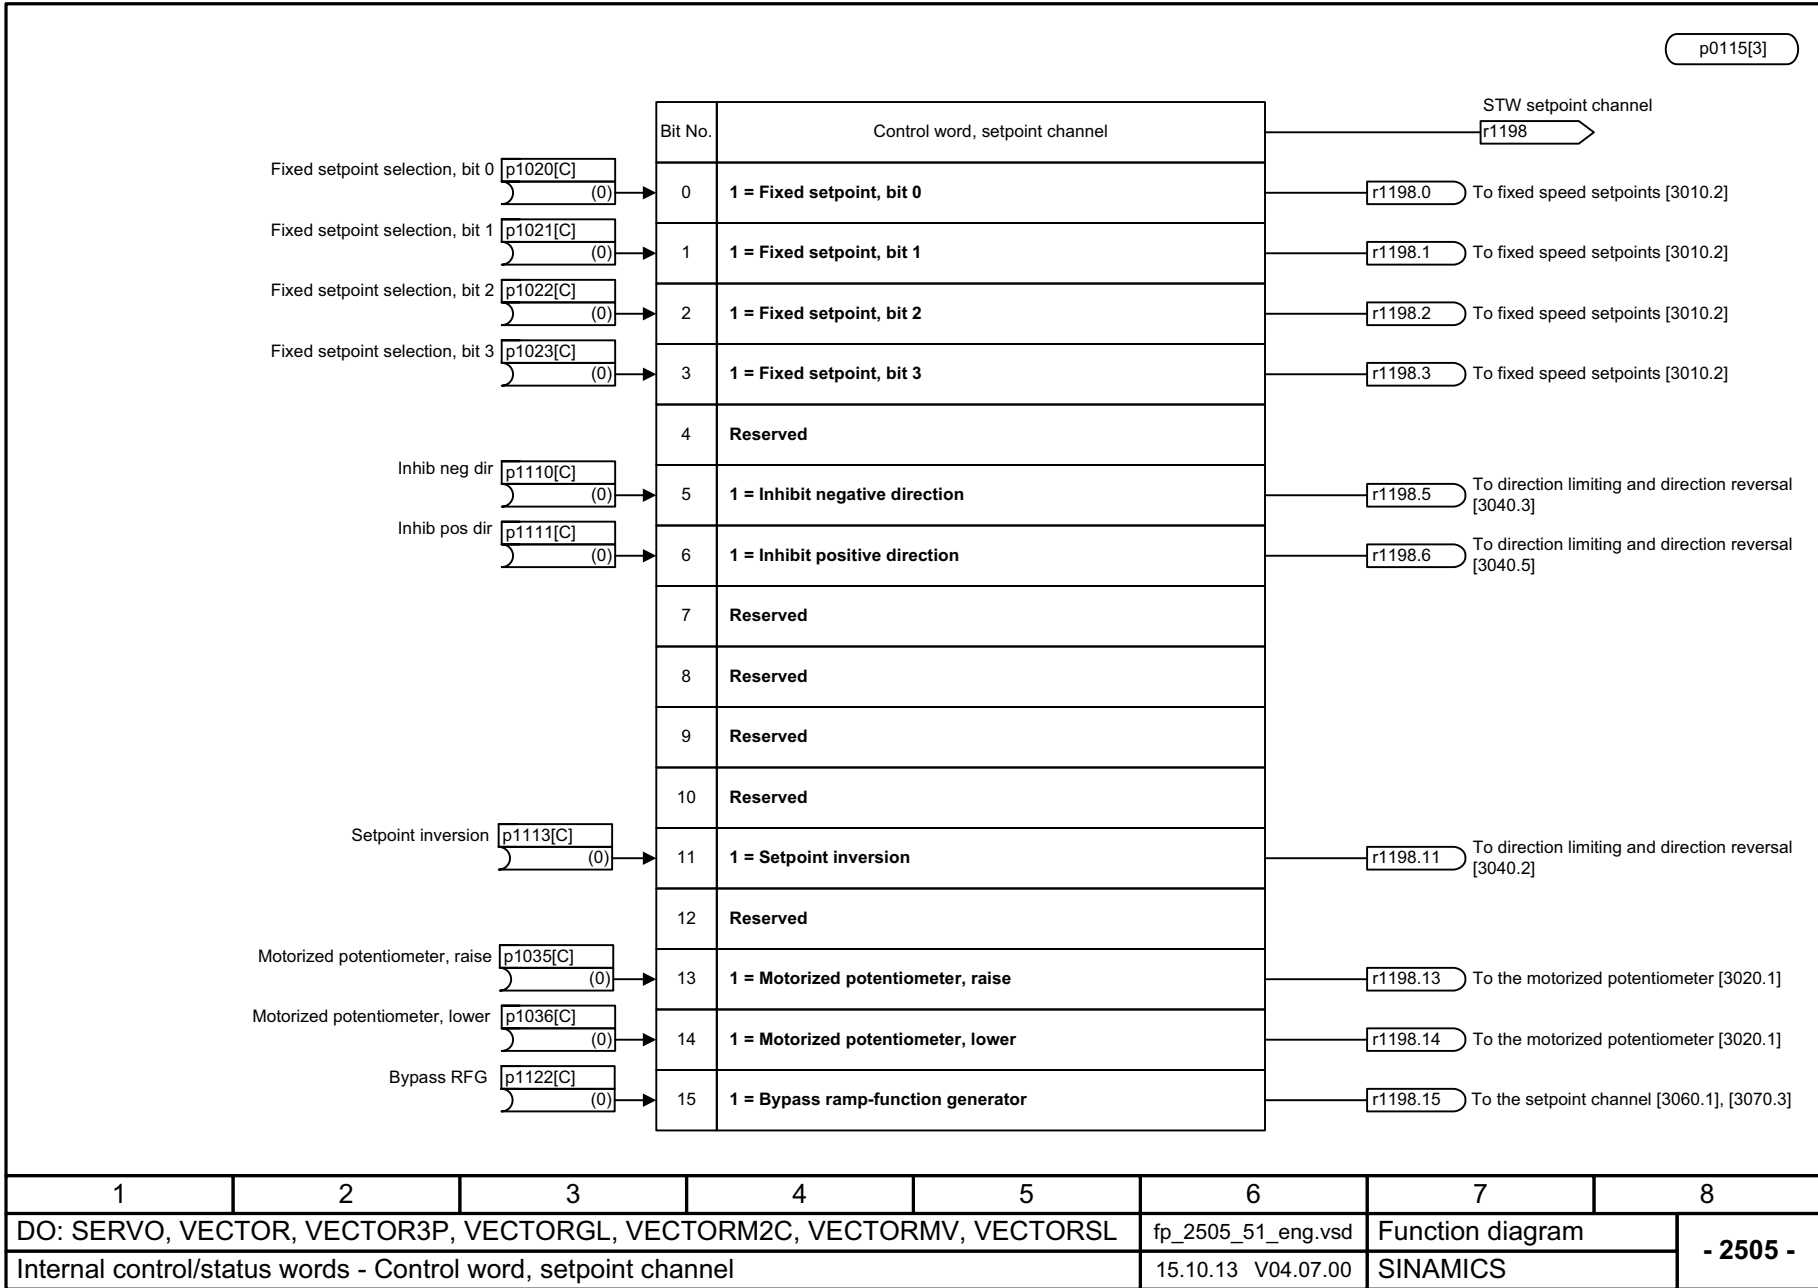 p0115[3]
STW setpoint channel
Bit No. Control word, setpoint channel r1198
Fixed setpoint selection, bit 0 p1020[C]
(0) 0 1 = Fixed setpoint, bit 0 r1198.0 To fixed speed setpoints [3010.2]
Fixed setpoint selection, bit 1 p1021[C]
(0) 1 1 = Fixed setpoint, bit 1 r1198.1 To fixed speed setpoints [3010.2]
Fixed setpoint selection, bit 2 p1022[C]
(0) 2 1 = Fixed setpoint, bit 2 r1198.2 To fixed speed setpoints [3010.2]
Fixed setpoint selection, bit 3 p1023[C]
(0) 3 1 = Fixed setpoint, bit 3 r1198.3 To fixed speed setpoints [3010.2]
4 Reserved
Inhib neg dir p1110[C]
(0) 5 1 = Inhibit negative direction r1198.5 To direction limiting and direction reversal
[3040.3]
Inhib pos dir p1111[C]
(0) 6 1 = Inhibit positive direction r1198.6 To direction limiting and direction reversal
[3040.5]
7 Reserved
8 Reserved
9 Reserved
10 Reserved
Setpoint inversion p1113[C]
(0) 11 1 = Setpoint inversion r1198.11 To direction limiting and direction reversal
[3040.2]
12 Reserved
Motorized potentiometer, raise p1035[C]
(0) 13 1 = Motorized potentiometer, raise r1198.13 To the motorized potentiometer [3020.1]
Motorized potentiometer, lower p1036[C]
(0) 14 1 = Motorized potentiometer, lower r1198.14 To the motorized potentiometer [3020.1]
Bypass RFG p1122[C]
(0) 15 1 = Bypass ramp-function generator r1198.15 To the setpoint channel [3060.1], [3070.3]
1 2 3 4 5 6 7 8
DO: SERVO, VECTOR, VECTOR3P, VECTORGL, VECTORM2C, VECTORMV, VECTORSL fp_2505_51_eng.vsd Function diagram
- 2505 -
Internal control/status words - Control word, setpoint channel 15.10.13 V04.07.00 SINAMICS